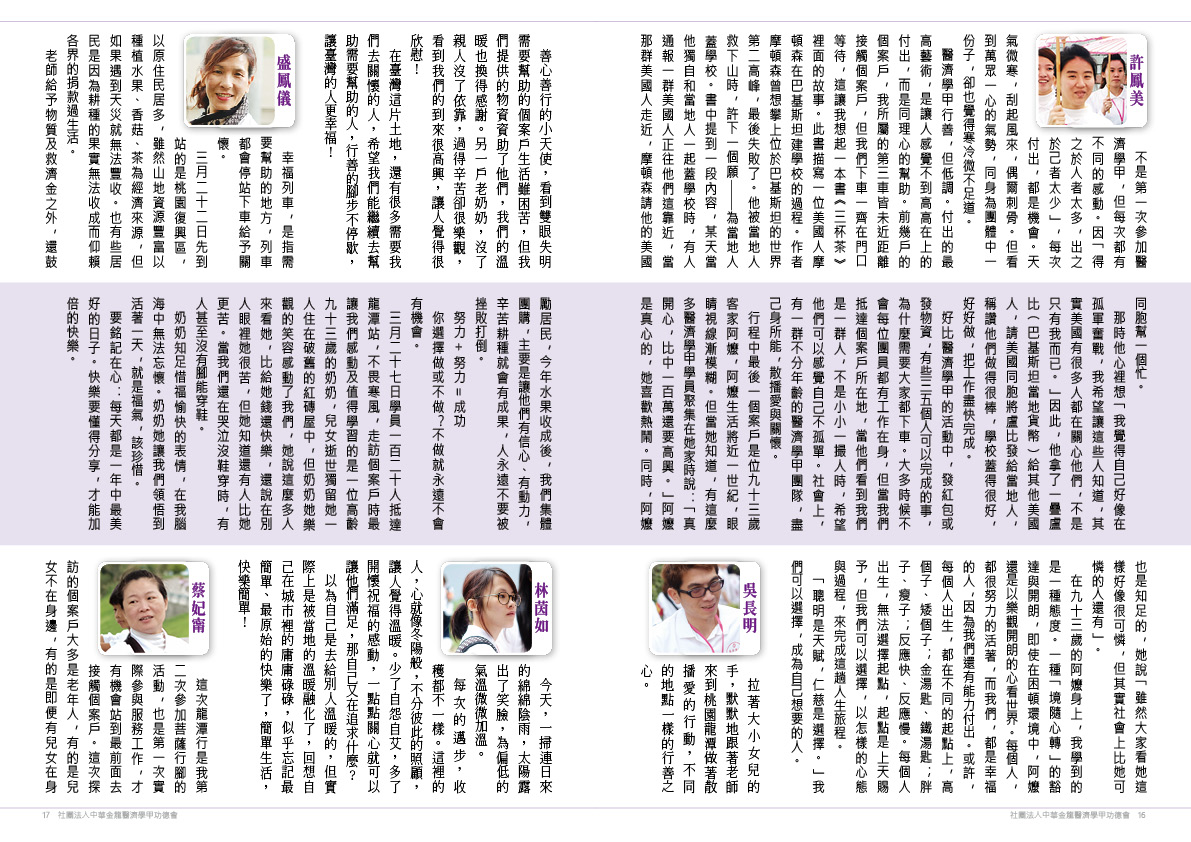 許鳳美
不是第一次參加醫
濟學甲，但每次都有
不同的感動。因「得
之於人者太多，出之
於己者太少」，每次
付出，都是機會。天
氣微寒，刮起風來，偶爾刺骨。但看
到萬眾一心的氣勢，同身為團體中一
份子，卻也覺得寒冷微不足道。
醫濟學甲行善，但低調。付出的最
高藝術，是讓人感覺不到高高在上的
付出，而是同理心的幫助。前幾戶的
個案戶，我所屬的第三車皆未近距離
接觸個案戶，但我們下車一齊在門口
等待，這讓我想起一本書《三杯茶》
裡面的故事。此書描寫一位美國人摩
頓森在巴基斯坦建學校的過程。作者
摩頓森曾想攀上位於巴基斯坦的世界
第二高峰，最後失敗了。他被當地人
救下山時，許下一個願——為當地人
蓋學校。書中提到一段內容，某天當
他獨自和當地人一起蓋學校時，有人
通報一群美國人正往他們這靠近，當
那群美國人走近，摩頓森請他的美國
同胞幫一個忙。
那時他心裡想「我覺得自己好像在
孤軍奮戰，我希望讓這些人知道，其
實美國有很多人都在關心他們，不是
只有我而已。」因此，他拿了一疊盧
比（巴基斯坦當地貨幣）給其他美國
人，請美國同胞將盧比發給當地人，
稱讚他們做得很棒，學校蓋得很好，
好好做，把工作盡快完成。
好比醫濟學甲的活動中，發紅包或
發物資，有些三五個人可以完成的事，
為什麼需要大家都下車。大多時候不
會每位團員都有工作在身，但當我們
抵達個案戶所在地，當他們看到我們
是一群人，不是小小一撮人時，希望
他們可以感覺自己不孤單。社會上，
有一群不分年齡的醫濟學甲團隊，盡
己身所能，散播愛與關懷。
行程中最後一個案戶是位九十三歲
客家阿嬤，阿嬤生活將近一世紀，眼
睛視線漸模糊。但當她知道，有這麼
多醫濟學甲學員聚集在她家時說：「真
開心，比中一百萬還要高興。」阿嬤
是真心的，她喜歡熱鬧。同時，阿嬤
也是知足的，她說「雖然大家看她這
樣好像很可憐，但其實社會上比她可
憐的人還有」。
在九十三歲的阿嬤身上，我學到的
是一種態度。一種「境隨心轉」的豁
達與開朗，即使在困頓環境中，阿嬤
還是以樂觀開朗的心看世界。每個人，
都很努力的活著，而我們，都是幸福
的人，因為我們還有能力付出。或許，
每個人出生，都在不同的起點上，高
個子、矮個子；金湯匙、鐵湯匙；胖
子、瘦子；反應快、反應慢。每個人
出生，無法選擇起點，起點是上天賜
予，但我們可以選擇，以怎樣的心態
與過程，來完成這趟人生旅程。
「聰明是天賦，仁慈是選擇。」我
們可以選擇，成為自己想要的人。
吳長明
拉著大小女兒的
手，默默地跟著老師
來到桃園龍潭做著散
播愛的行動，不同
的地點一樣的行善之
心。
社團法人中華金龍醫濟學甲功德會 16
善心善行的小天使，看到雙眼失明
需要幫助的個案戶生活雖困苦，但我
們提供的物資資助了他們，我們的溫
暖也換得感謝。另一戶老奶奶，沒了
親人沒了依靠，過得辛苦卻很樂觀，
看到我們的到來很高興，讓人覺得很
欣慰！
在臺灣這片土地，還有很多需要我
們去關懷的人，希望我們能繼續去幫
助需要幫助的人，行善的腳步不停歇，
讓臺灣的人更幸福！
盛鳳儀
幸福列車，是指需
要幫助的地方，列車
都會停站下車給予關
懷。
三月二十二日先到
站的是桃園復興區，
以原住民居多，雖然山地資源豐富以
種植水果、香菇、茶為經濟來源，但
如果遇到天災就無法豐收。也有些居
民是因為耕種的果實無法收成而仰賴
各界的捐款過生活。
老師給予物質及救濟金之外，還鼓
勵居民，今年水果收成後，我們集體
團購，主要是讓他們有信心、有動力，
辛苦耕種就會有成果，人永遠不要被
挫敗打倒。
努力＋努力＝成功
你選擇做或不做？不做就永遠不會
有機會。
三月二十七日學員一百二十人抵達
龍潭站，不畏寒風，走訪個案戶時最
讓我們感動及值得學習的是一位高齡
九十三歲的奶奶，兒女逝世獨留她一
人住在破舊的紅磚屋中，但奶奶她樂
觀的笑容感動了我們，她說這麼多人
來看她，比給她錢還快樂，還說在別
人眼裡她很苦，但她知道還有人比她
更苦。當我們還在哭泣沒鞋穿時，有
人甚至沒有腳能穿鞋。
奶奶知足惜福愉快的表情，在我腦
海中無法忘懷。奶奶她讓我們領悟到
活著一天，就是福氣，該珍惜。
要銘記在心：每天都是一年中最美
好的日子。快樂要懂得分享，才能加
倍的快樂。
林茵如
今天，一掃連日來
的綿綿陰雨，太陽露
出了笑臉，為偏低的
氣溫微微加溫。
每次的邁步，收
穫都不一樣。這裡的
人，心就像冬陽般，不分彼此的照顧，
讓人覺得溫暖。少了自怨自艾，多了
開懷祝福的感動，一點點關心就可以
讓他們滿足，那自己又在追求什麼？
以為自己是去給別人溫暖的，但實
際上是被當地的溫暖融化了，回想自
己在城市裡的庸庸碌碌，似乎忘記最
簡單、最原始的快樂了，簡單生活，
快樂簡單！
蔡妃甯
這次龍潭行是我第
二次參加菩薩行腳的
活動，也是第一次實
際參與服務工作，才
有機會站到最前面去
接觸個案戶。這次探
訪的個案戶大多是老年人，有的是兒
女不在身邊，有的是即便有兒女在身
17 社團法人中華金龍醫濟學甲功德會